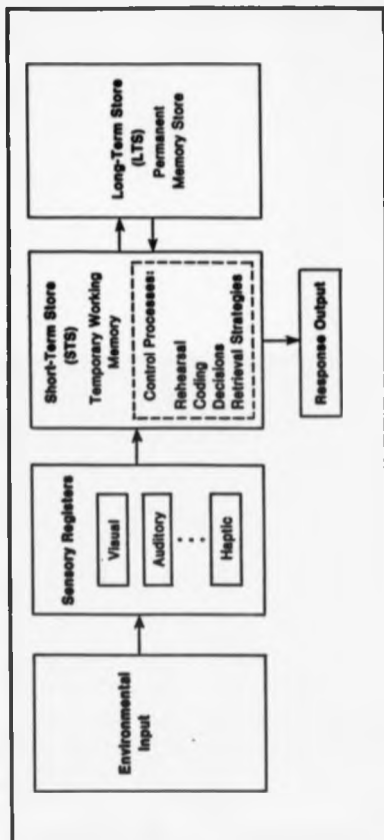 Environmental
Input
Sensory Registers
Visual
Auditory
Haptic
Short-Term Store
(STS)
Temporary Working
Memory
Control Processes:
Rehearsal
Coding
Decisions
Retrieval Strategies
Long-Term Store
(LTS)
Permanent
Memory Store
Response Output